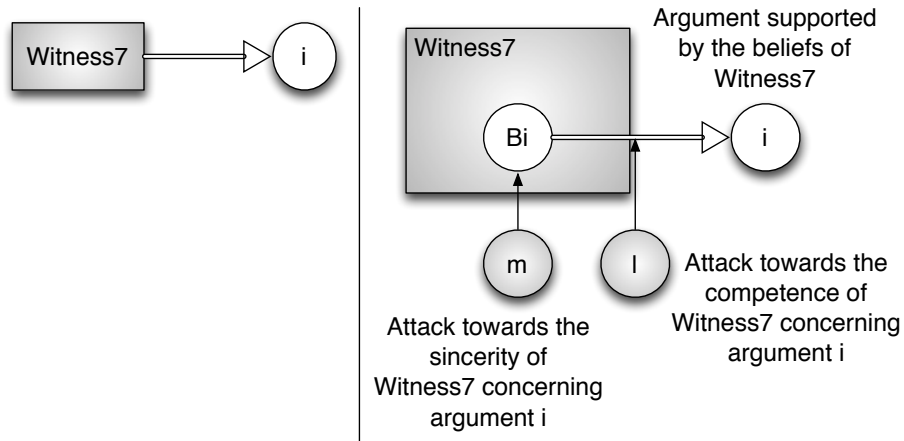 Witness7
i
Witness7
Argument supported
by the beliefs of
Witness7
Bi
i
m
l
Attack towards the
sincerity of
Witness7 concerning
argument i
Attack towards the
competence of
Witness7 concerning
argument i